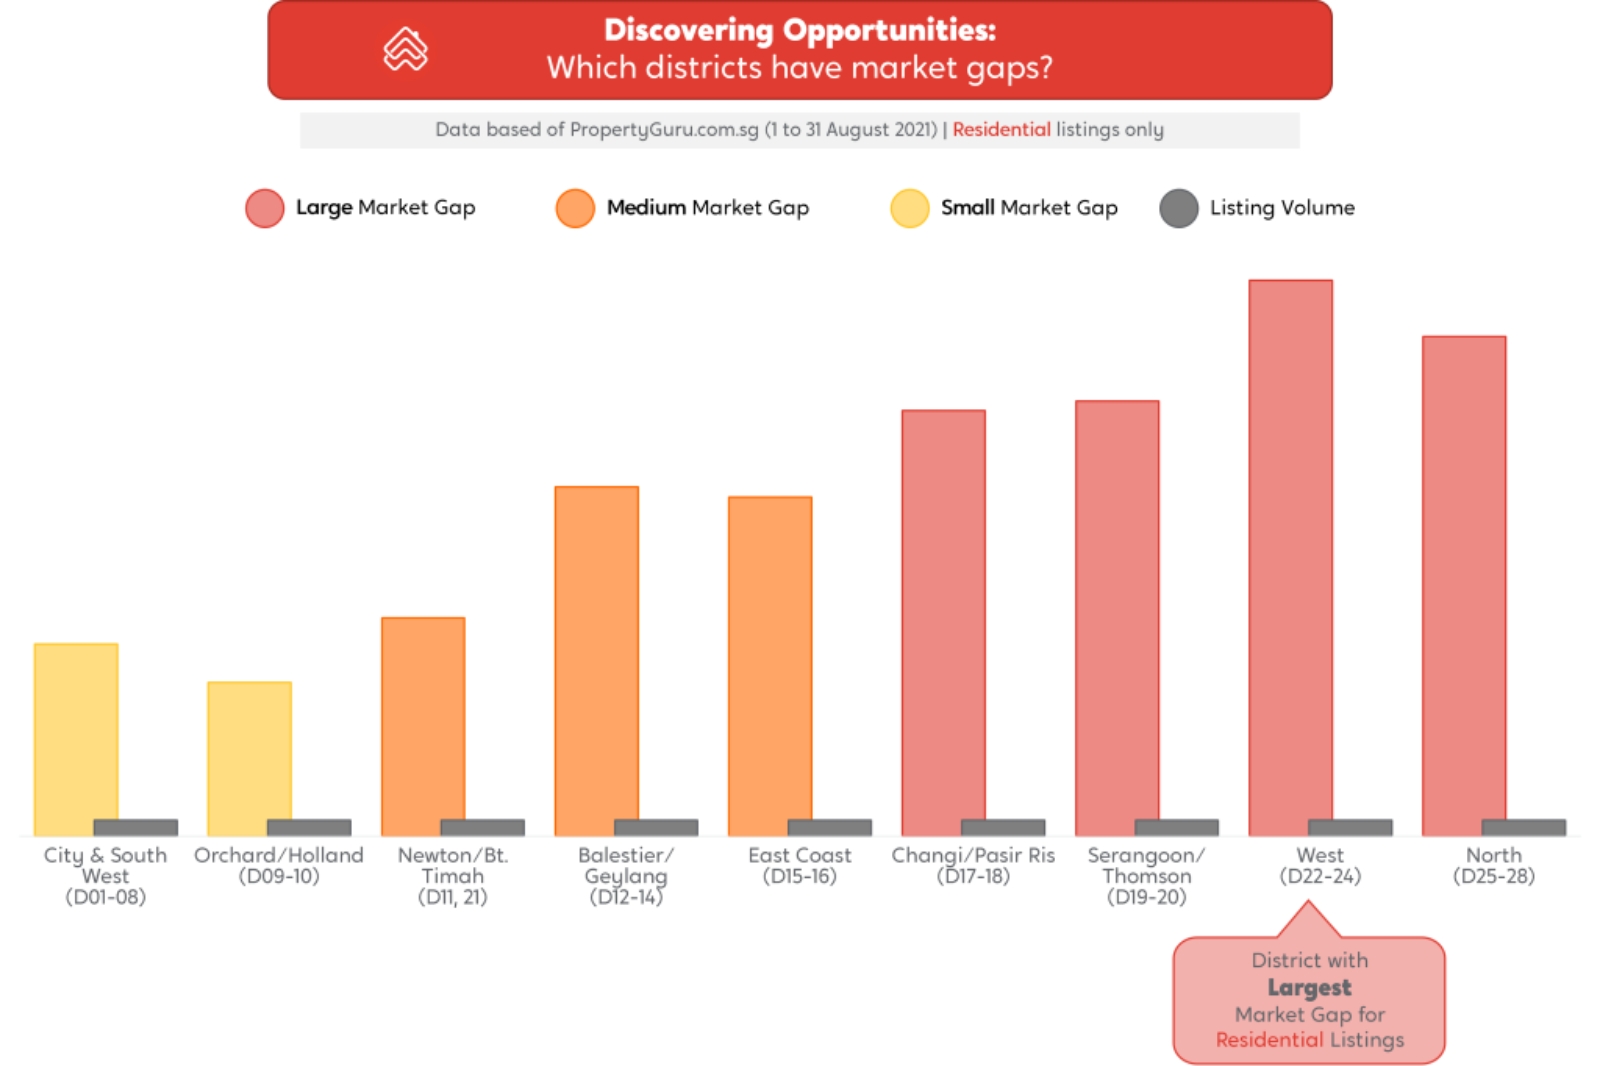 Discovering Opportunities:
Which districts have market gaps?
Data based of PropertyGuru.com.sg (1 to 31 August 2021) | Residential listings only
Large Market Gap
Medium Market Gap
Small Market Gap
Listing Volume
City & South
West
(D01-08)
Orchard/Holland
(D09-10)
Newton/Bt.
Timah
(D11, 21)
Balestier/
Geylang
(D12-14)
East Coast
(D15-16)
Changi/Pasir Ris
(D17-18)
Serangoon/
Thomson
(D19-20)
West
(D22-24)
North
(D25-28)
District with
Largest
Market Gap for
Residential Listings